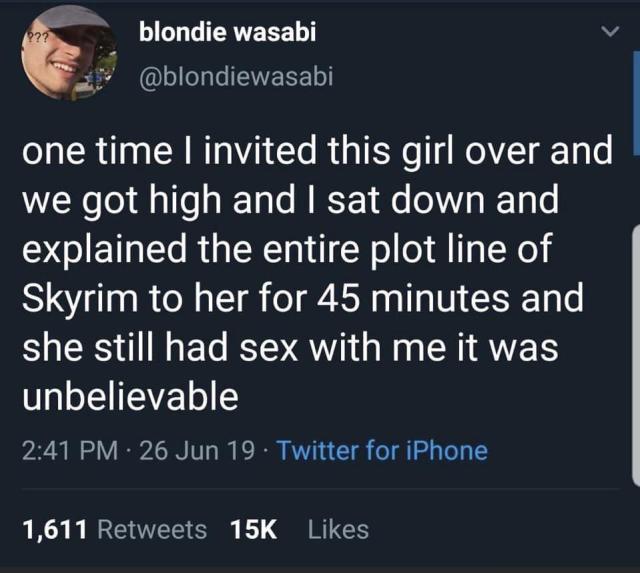 ???
blondie wasabi
@blondiewasabi
one time I invited this girl over and
we got high and I sat down and
explained the entire plot line of
Skyrim to her for 45 minutes and
she still had sex with me it was
unbelievable
2:41 PM · 26 Jun 19 · Twitter for iPhone
1,611 Retweets 15K Likes